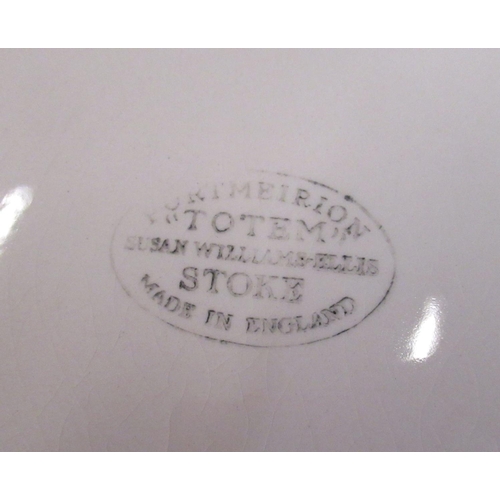 PORTMEIRION
"TOTEM"
SUSAN WILLIAMS-ELLIS
STOKE
MADE IN ENGLAND